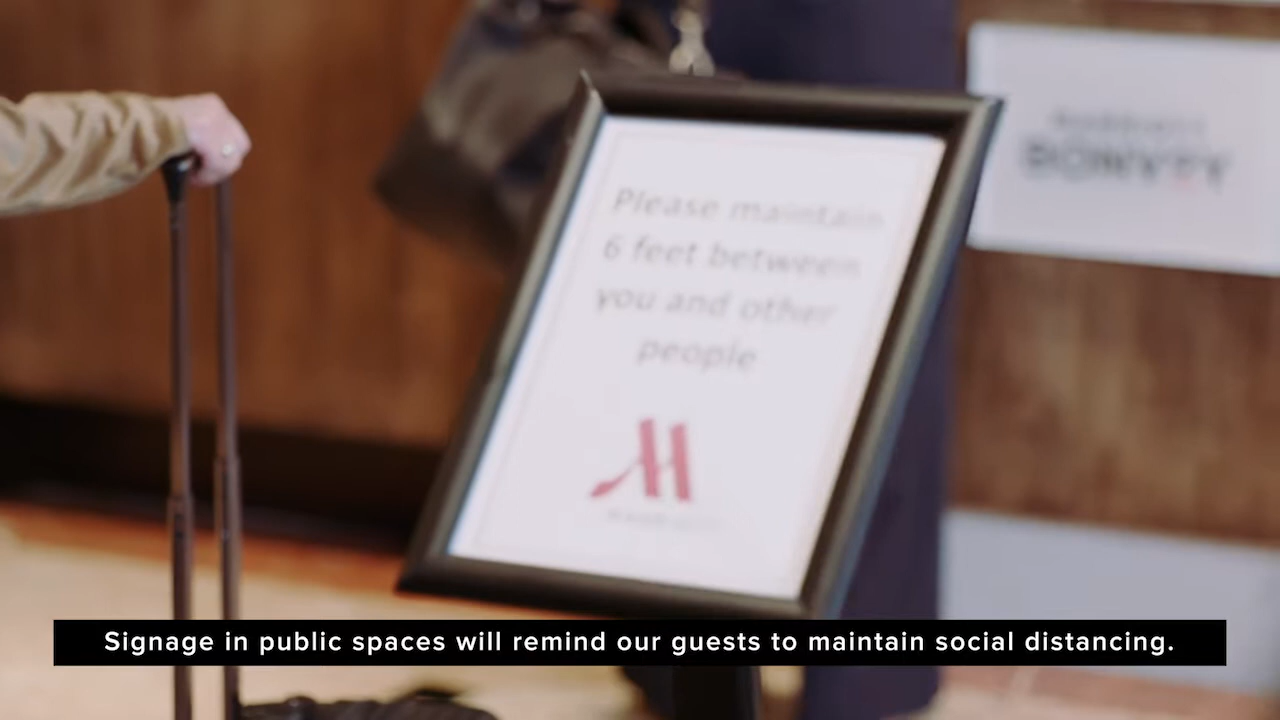 Please maintain
6 feet between
you and other
people
BONVOY
Signage in public spaces will remind our guests to maintain social distancing.